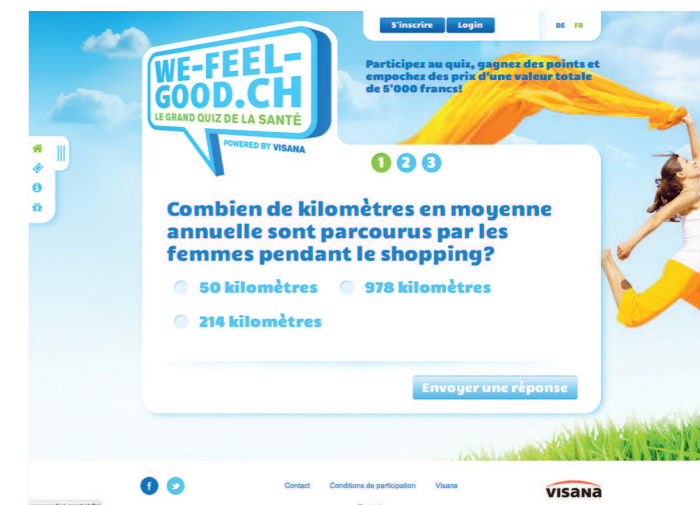 S'inscrire Login DE FR
WE-FEEL-
GOOD.CH
LE GRAND QUIZ DE LA SANTÉ
POWERED BY VISANA
Participez au quiz, gagnez des points et
empochez des prix d'une valeur totale
de 5'000 francs!
1 2 3
Combien de kilomètres en moyenne
annuelle sont parcourus par les
femmes pendant le shopping?
50 kilomètres 978 kilomètres
214 kilomètres
Envoyer une réponse
Contact Conditions de participation Visana
visana